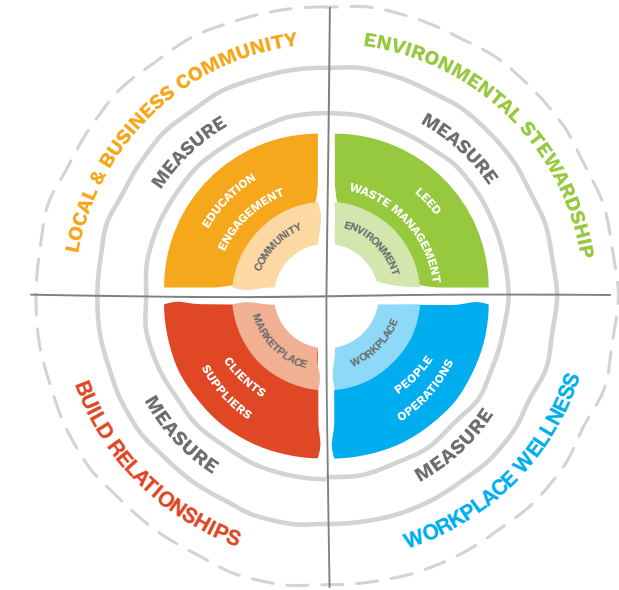 LOCAL & BUSINESS COMMUNITY
MEASURE
EDUCATION
ENGAGEMENT
COMMUNITY
ENVIRONMENTAL STEWARDSHIP
MEASURE
LEED
WASTE MANAGEMENT
ENVIRONMENT
MARKETPLACE
CLIENTS
SUPPLIERS
MEASURE
BUILD RELATIONSHIPS
WORKPLACE
PEOPLE
OPERATIONS
MEASURE
WORKPLACE WELLNESS